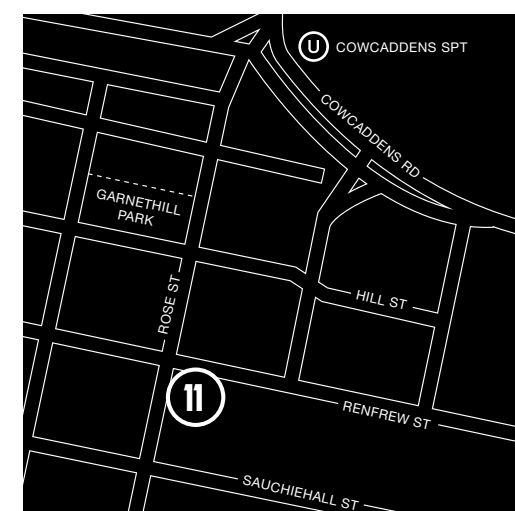 U COWCADDENS SPT
COWCADDENS RD
GARNETHILL
PARK
ROSE ST
HILL ST
11
RENFREW ST
SAUCHIEHALL ST